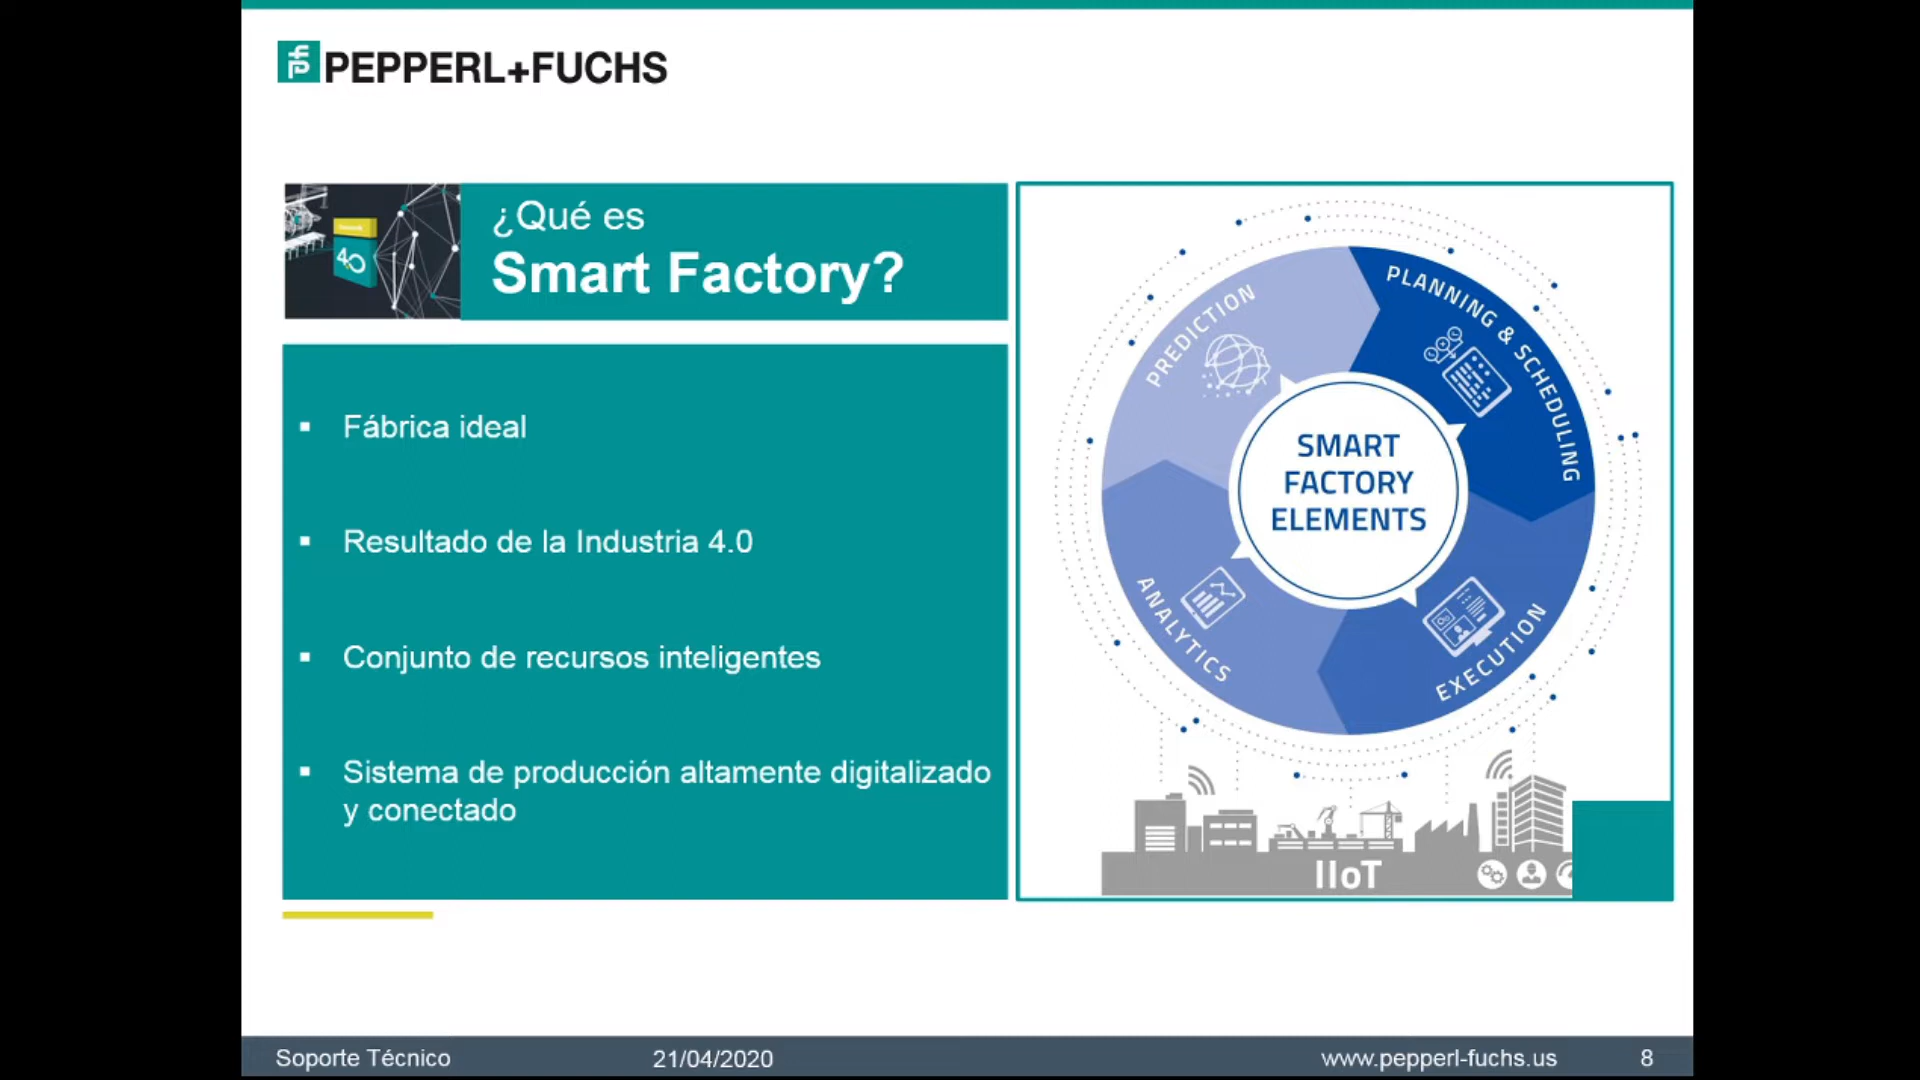 PEPPERL+FUCHS
4.0
¿Qué es
Smart Factory?
Fábrica ideal
Resultado de la Industria 4.0
Conjunto de recursos inteligentes
Sistema de producción altamente digitalizado
y conectado
PREDICTION
PLANNING & SCHEDULING
SMART
FACTORY
ELEMENTS
ANALYTICS
EXECUTION
IIoT
Soporte Técnico
21/04/2020
www.pepperl-fuchs.us
8